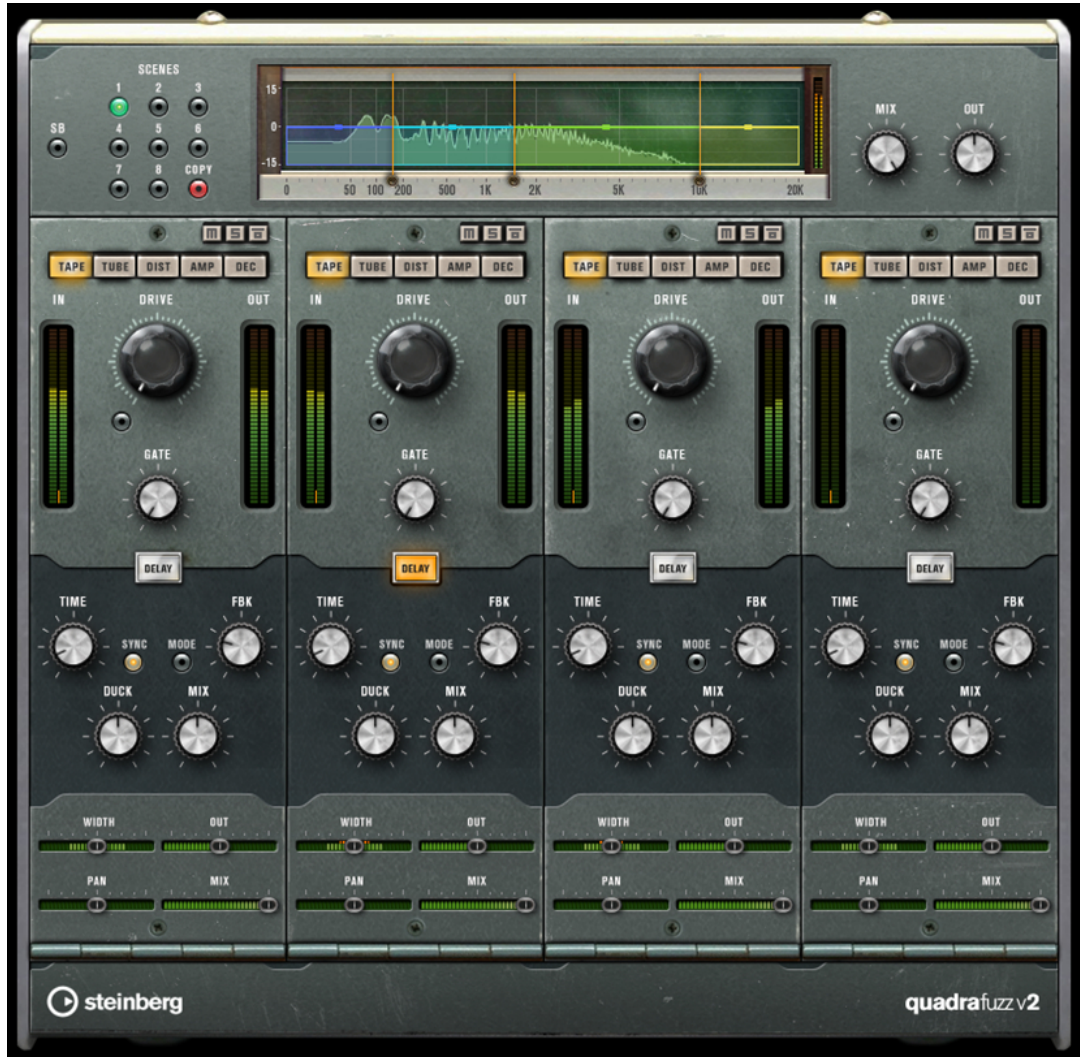 SCENES
1 2 3
SB
4 5 6
7 8 COPY
15
0
-15
0 50 100 200 500 1K 2K 5K 10K 20K
MIX OUT
M S M S M S M S
TAPE TUBE DIST AMP DEC TAPE TUBE DIST AMP DEC TAPE TUBE DIST AMP DEC TAPE TUBE DIST AMP DEC
IN DRIVE OUT IN DRIVE OUT IN DRIVE OUT IN DRIVE OUT
GATE GATE GATE GATE
DELAY DELAY DELAY DELAY
TIME FBK TIME FBK TIME FBK TIME FBK
SYNC MODE SYNC MODE SYNC MODE SYNC MODE
DUCK MIX DUCK MIX DUCK MIX DUCK MIX
WIDTH OUT WIDTH OUT WIDTH OUT WIDTH OUT
PAN MIX PAN MIX PAN MIX PAN MIX
steinberg quadrafuzz v2